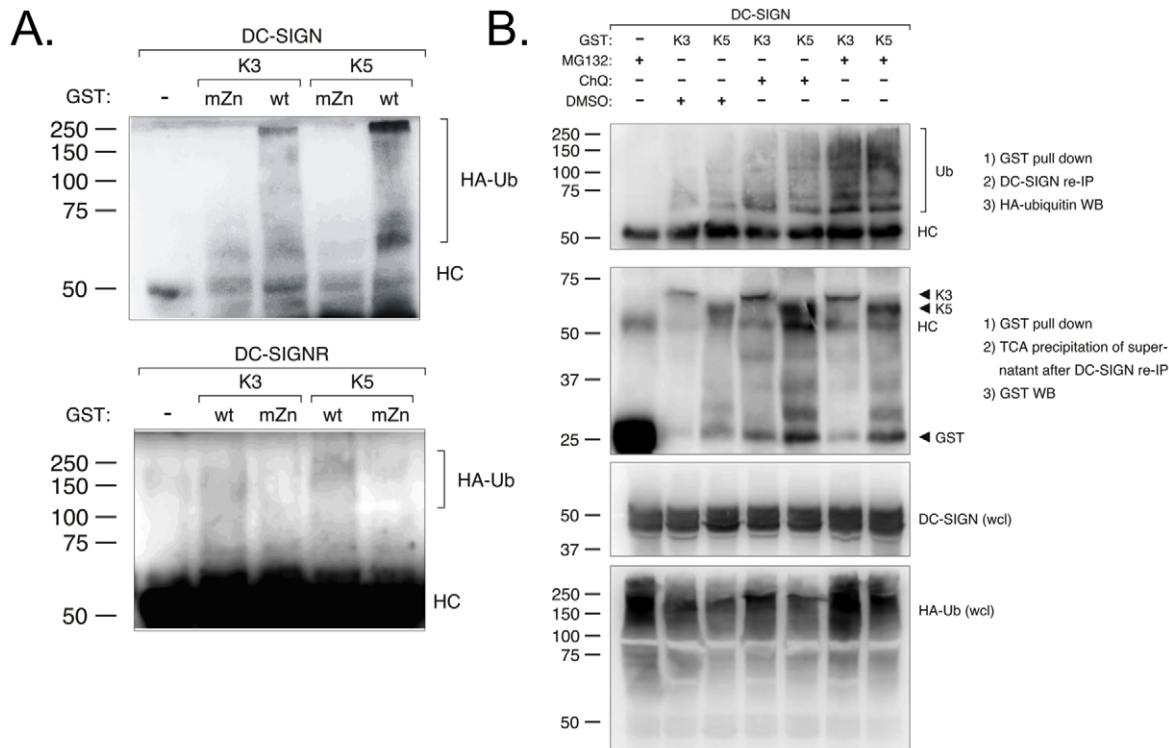 A.
DC-SIGN
K3 K5
GST: - mZn wt mZn wt
250
150
100
75
50
HA-Ub
HC
DC-SIGNR
K3 K5
GST: - wt mZn wt mZn
250
150
100
75
50
HA-Ub
HC
B.
DC-SIGN
GST: – K3 K5 K3 K5 K3 K5
MG132: + – – – – + +
ChQ: – – – + + – –
DMSO: – + + – – – –
250
150
100
75
50
Ub
HC
1) GST pull down
2) DC-SIGN re-IP
3) HA-ubiquitin WB
75
50
37
25
K3
K5
HC
GST
1) GST pull down
2) TCA precipitation of super-
natant after DC-SIGN re-IP
3) GST WB
50
37
DC-SIGN (wcl)
250
150
100
75
50
HA-Ub (wcl)